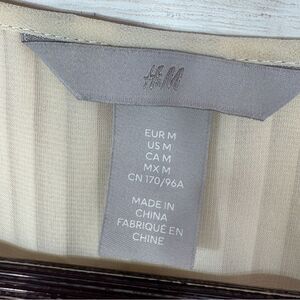 H&M
EUR M
US M
CA M
MX M
CN 170/96A
MADE IN
CHINA
FABRIQUÉ EN
CHINE